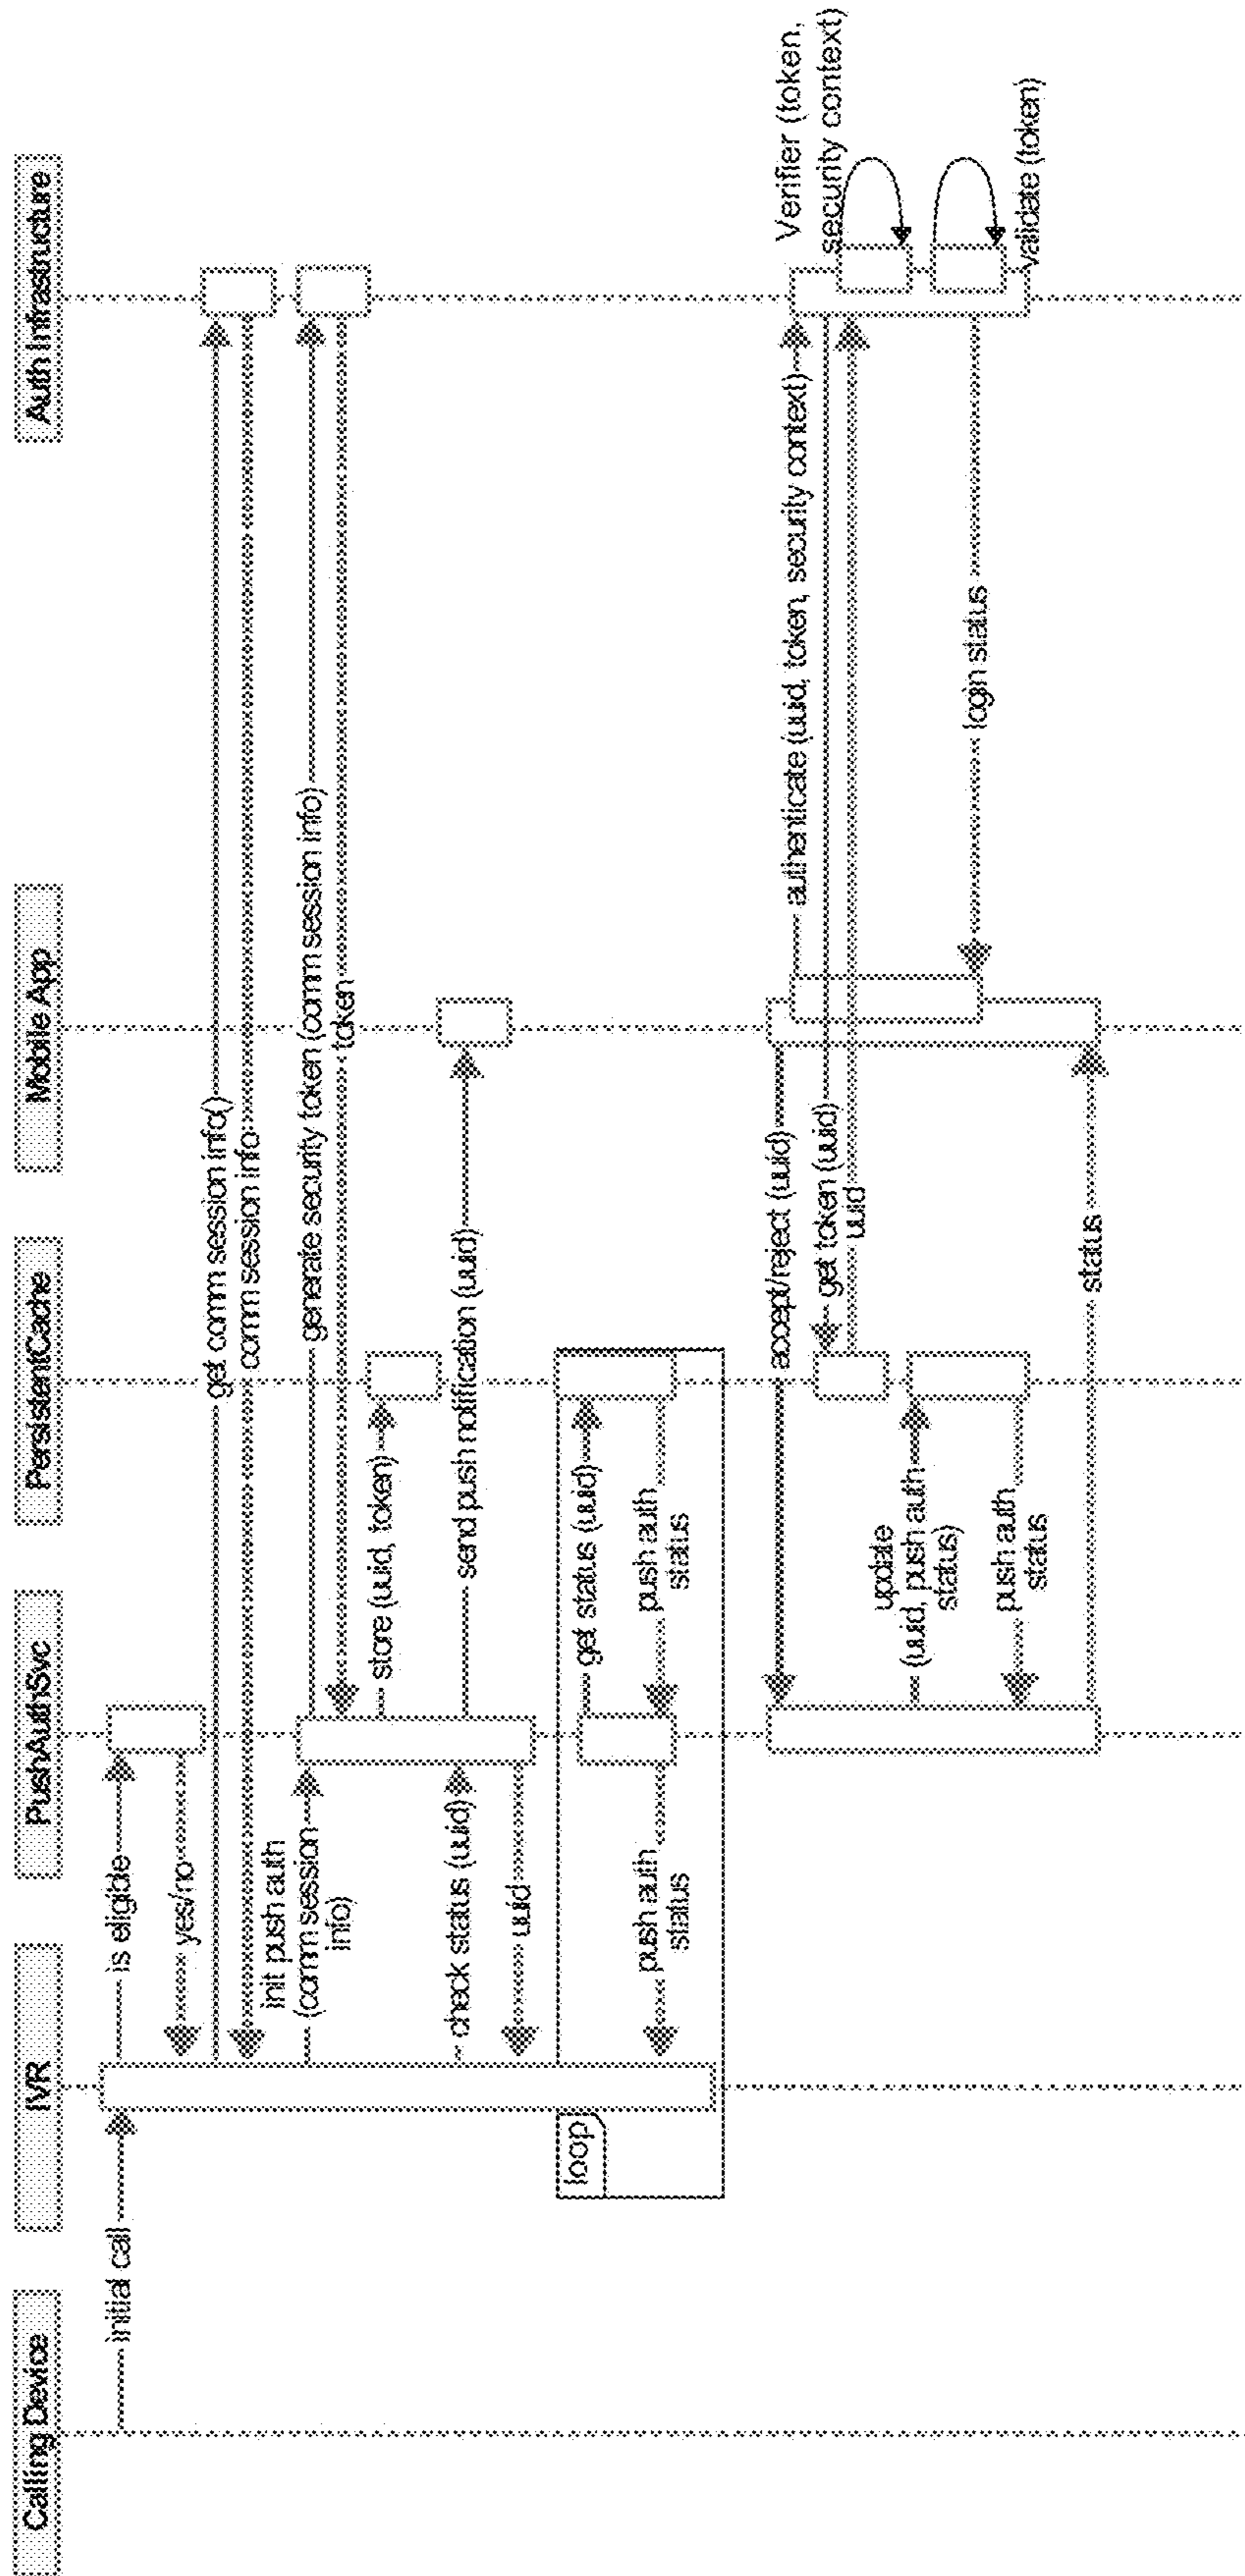 Calling Device
IVR
PushAuthSvc
PersistentCache
Mobile App
Auth Infrastructure
initial call
is eligible
yes/no
get comm session info()
comm session info
init push auth
(comm session
info)
generate security token (comm session info)
token
store (uuid, token)
check status (uuid)
send push notification (uuid)
uuid
loop
get status (uuid)
push auth
status
push auth
status
accept/reject (uuid)
authenticate (uuid, token, security context)
Verifier (token,
security context)
get token (uuid)
uuid
update
(uuid, push auth
status)
login status
validate (token)
push auth
status
status